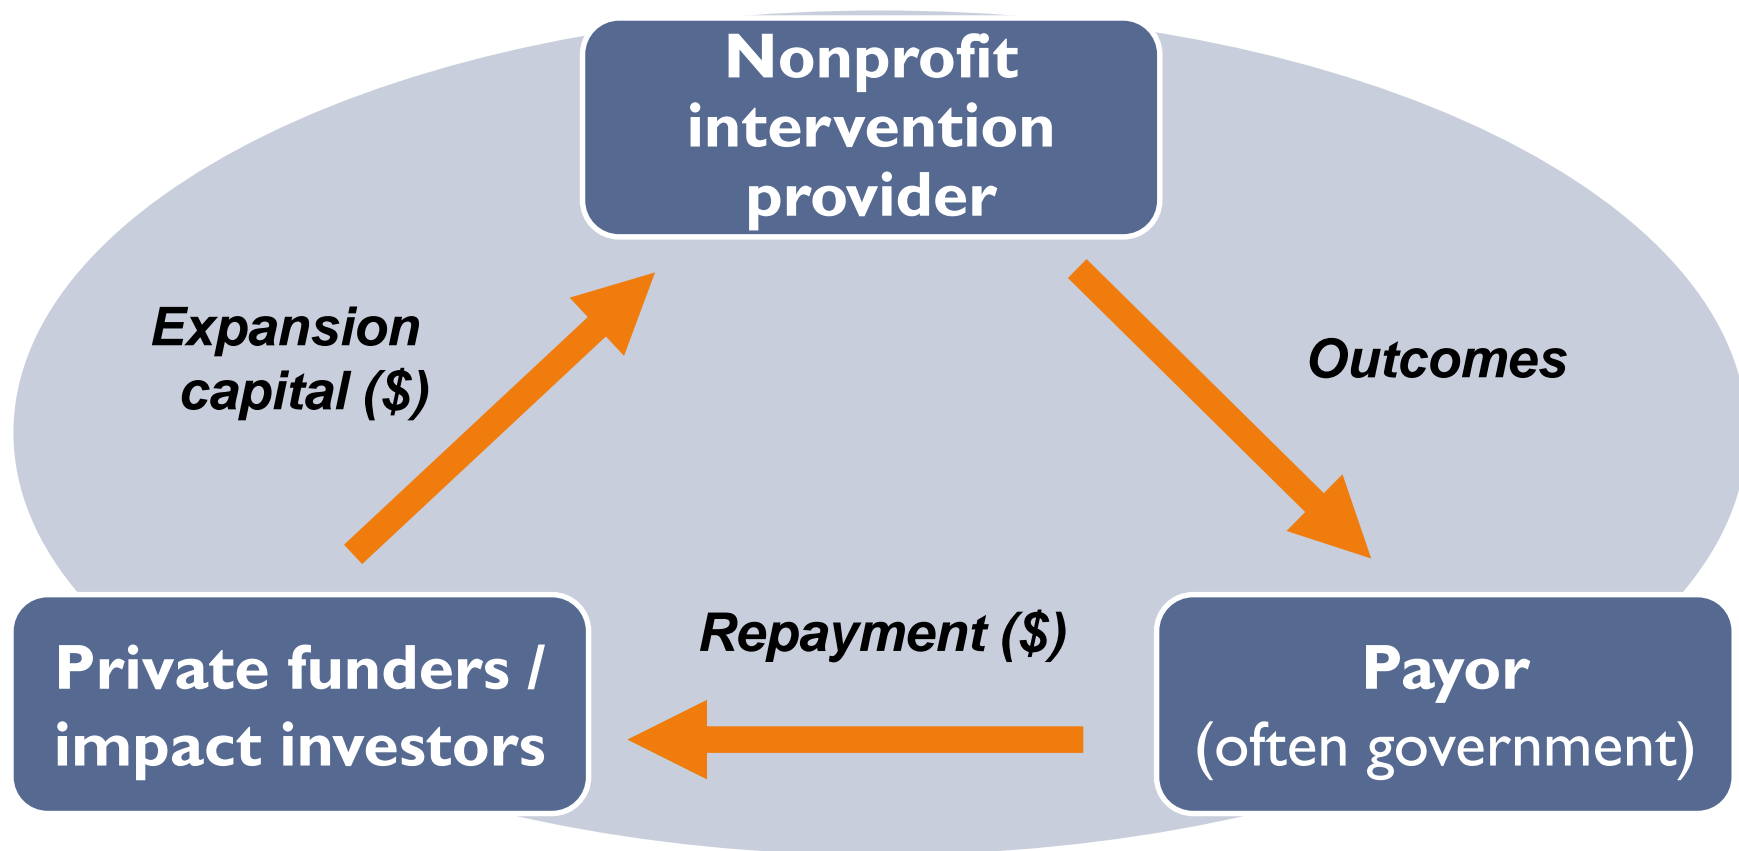 Nonprofit
intervention
provider
Expansion
capital ($)
Outcomes
Repayment ($)
Private funders /
impact investors
Payor
(often government)